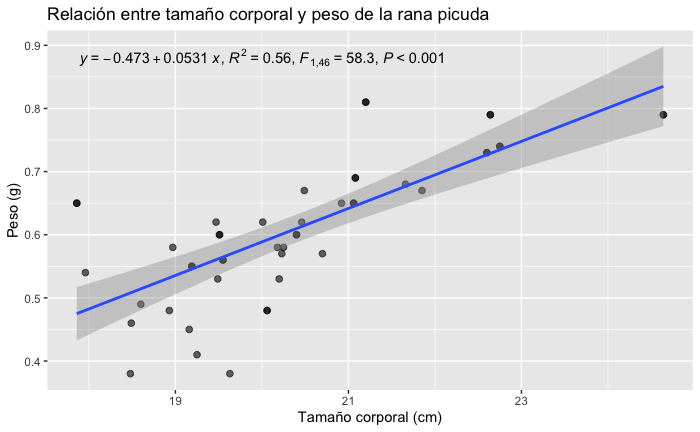 Relación entre tamaño corporal y peso de la rana picuda
y = − 0.473 + 0.0531 x, R² = 0.56, F₁,₄₆ = 58.3, P < 0.001
0.9
0.8
0.7
0.6
0.5
0.4
Peso (g)
19 21 23
Tamaño corporal (cm)